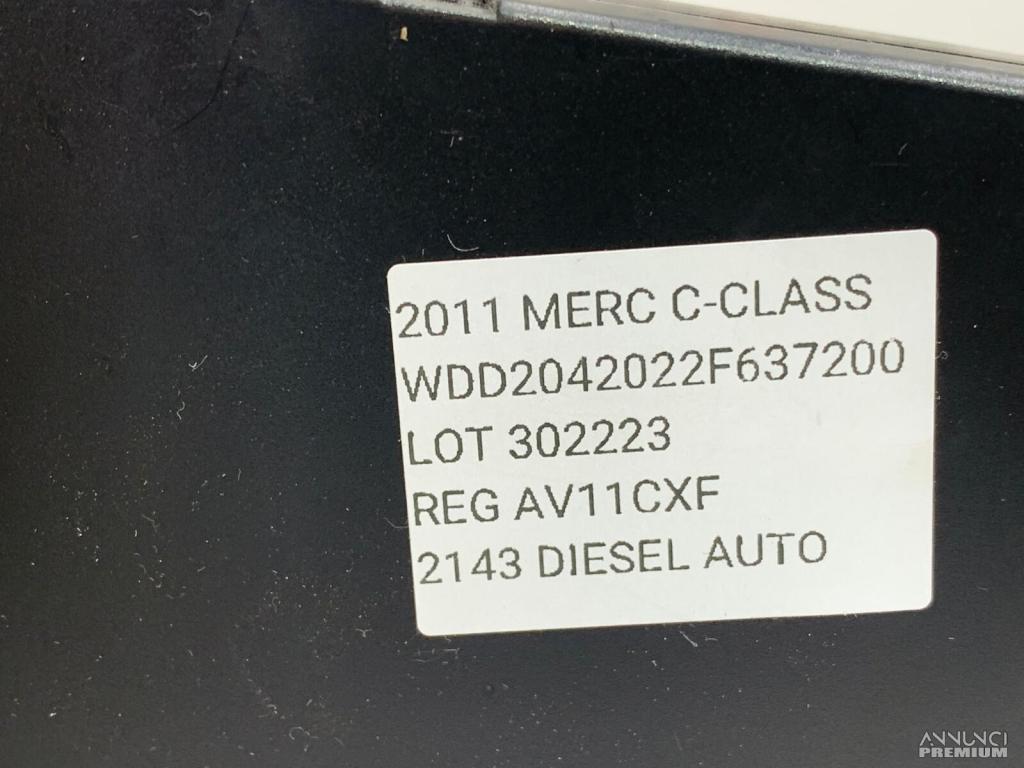 2011 MERC C-CLASS
WDD2042022F637200
LOT 302223
REG AV11CXF
2143 DIESEL AUTO
ANNUNCI
PREMIUM